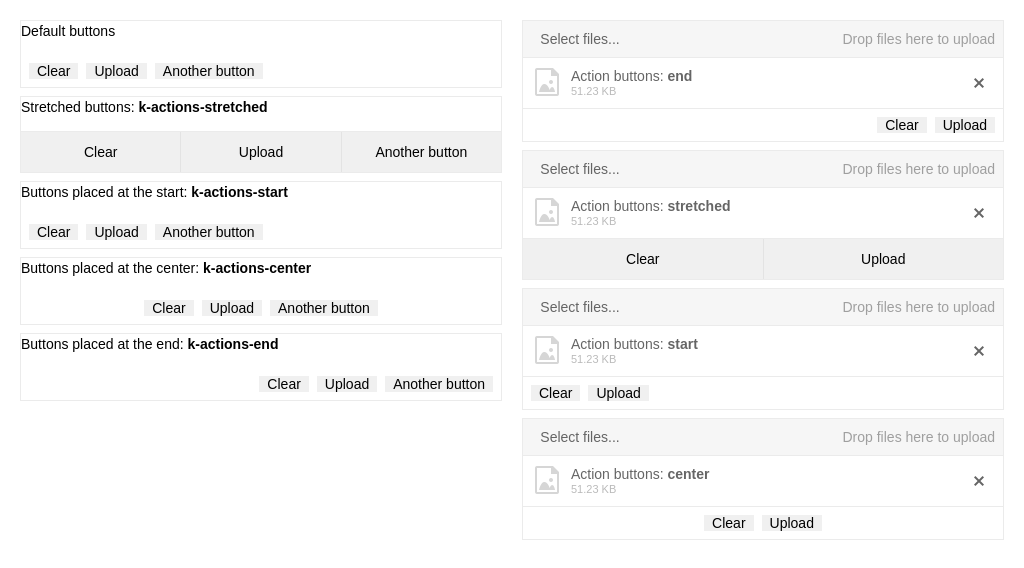 Default buttons
Clear Upload Another button
Stretched buttons: k-actions-stretched
Clear Upload Another button
Buttons placed at the start: k-actions-start
Clear Upload Another button
Buttons placed at the center: k-actions-center
Clear Upload Another button
Buttons placed at the end: k-actions-end
Clear Upload Another button
Select files... Drop files here to upload
Action buttons: end
51.23 KB
Clear Upload
Select files... Drop files here to upload
Action buttons: stretched
51.23 KB
Clear Upload
Select files... Drop files here to upload
Action buttons: start
51.23 KB
Clear Upload
Select files... Drop files here to upload
Action buttons: center
51.23 KB
Clear Upload